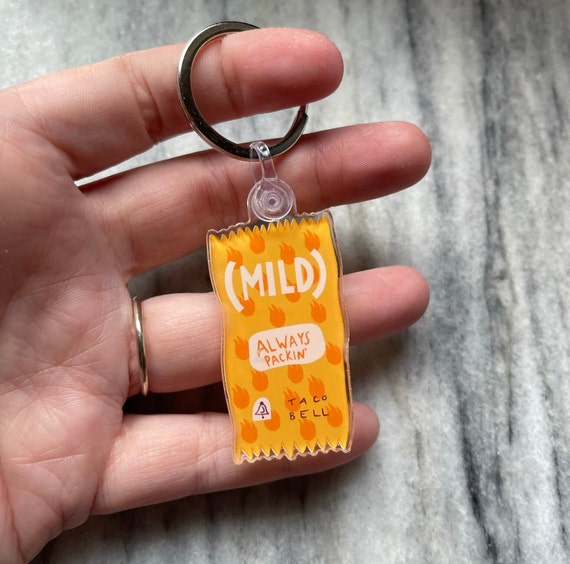 (MILD)
ALWAYS
PACKIN'
TACO
BELL